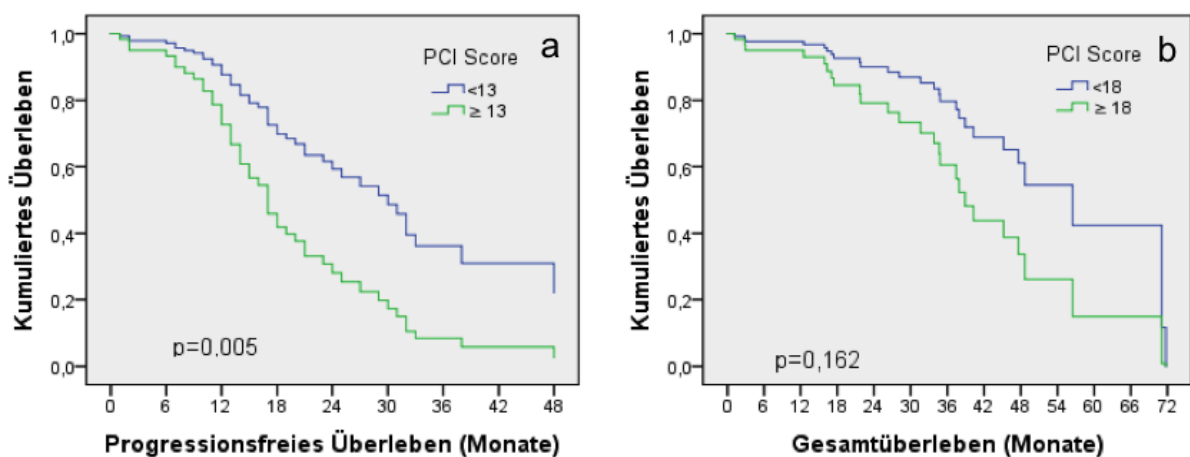 a
PCI Score
<13
≥ 13
Kumuliertes Überleben
1,0
0,8
0,6
0,4
0,2
0,0
p=0,005
0 6 12 18 24 30 36 42 48
Progressionsfreies Überleben (Monate)
b
PCI Score
<18
≥ 18
Kumuliertes Überleben
1,0
0,8
0,6
0,4
0,2
0,0
p=0,162
0 6 12 18 24 30 36 42 48 54 60 66 72
Gesamtüberleben (Monate)